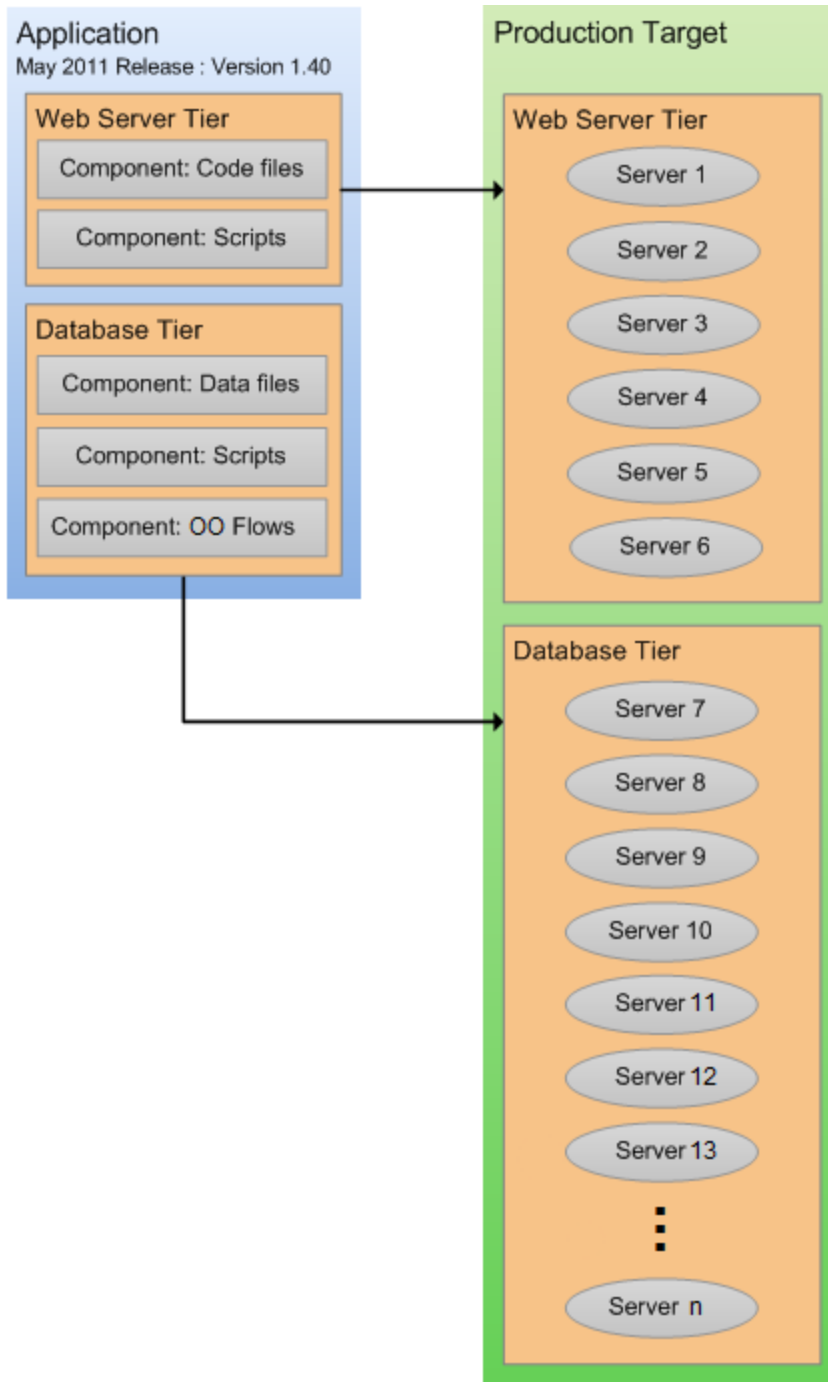 Application
May 2011 Release : Version 1.40
Web Server Tier
Component: Code files
Component: Scripts
Database Tier
Component: Data files
Component: Scripts
Component: OO Flows
Production Target
Web Server Tier
Server 1
Server 2
Server 3
Server 4
Server 5
Server 6
Database Tier
Server 7
Server 8
Server 9
Server 10
Server 11
Server 12
Server 13
Server n